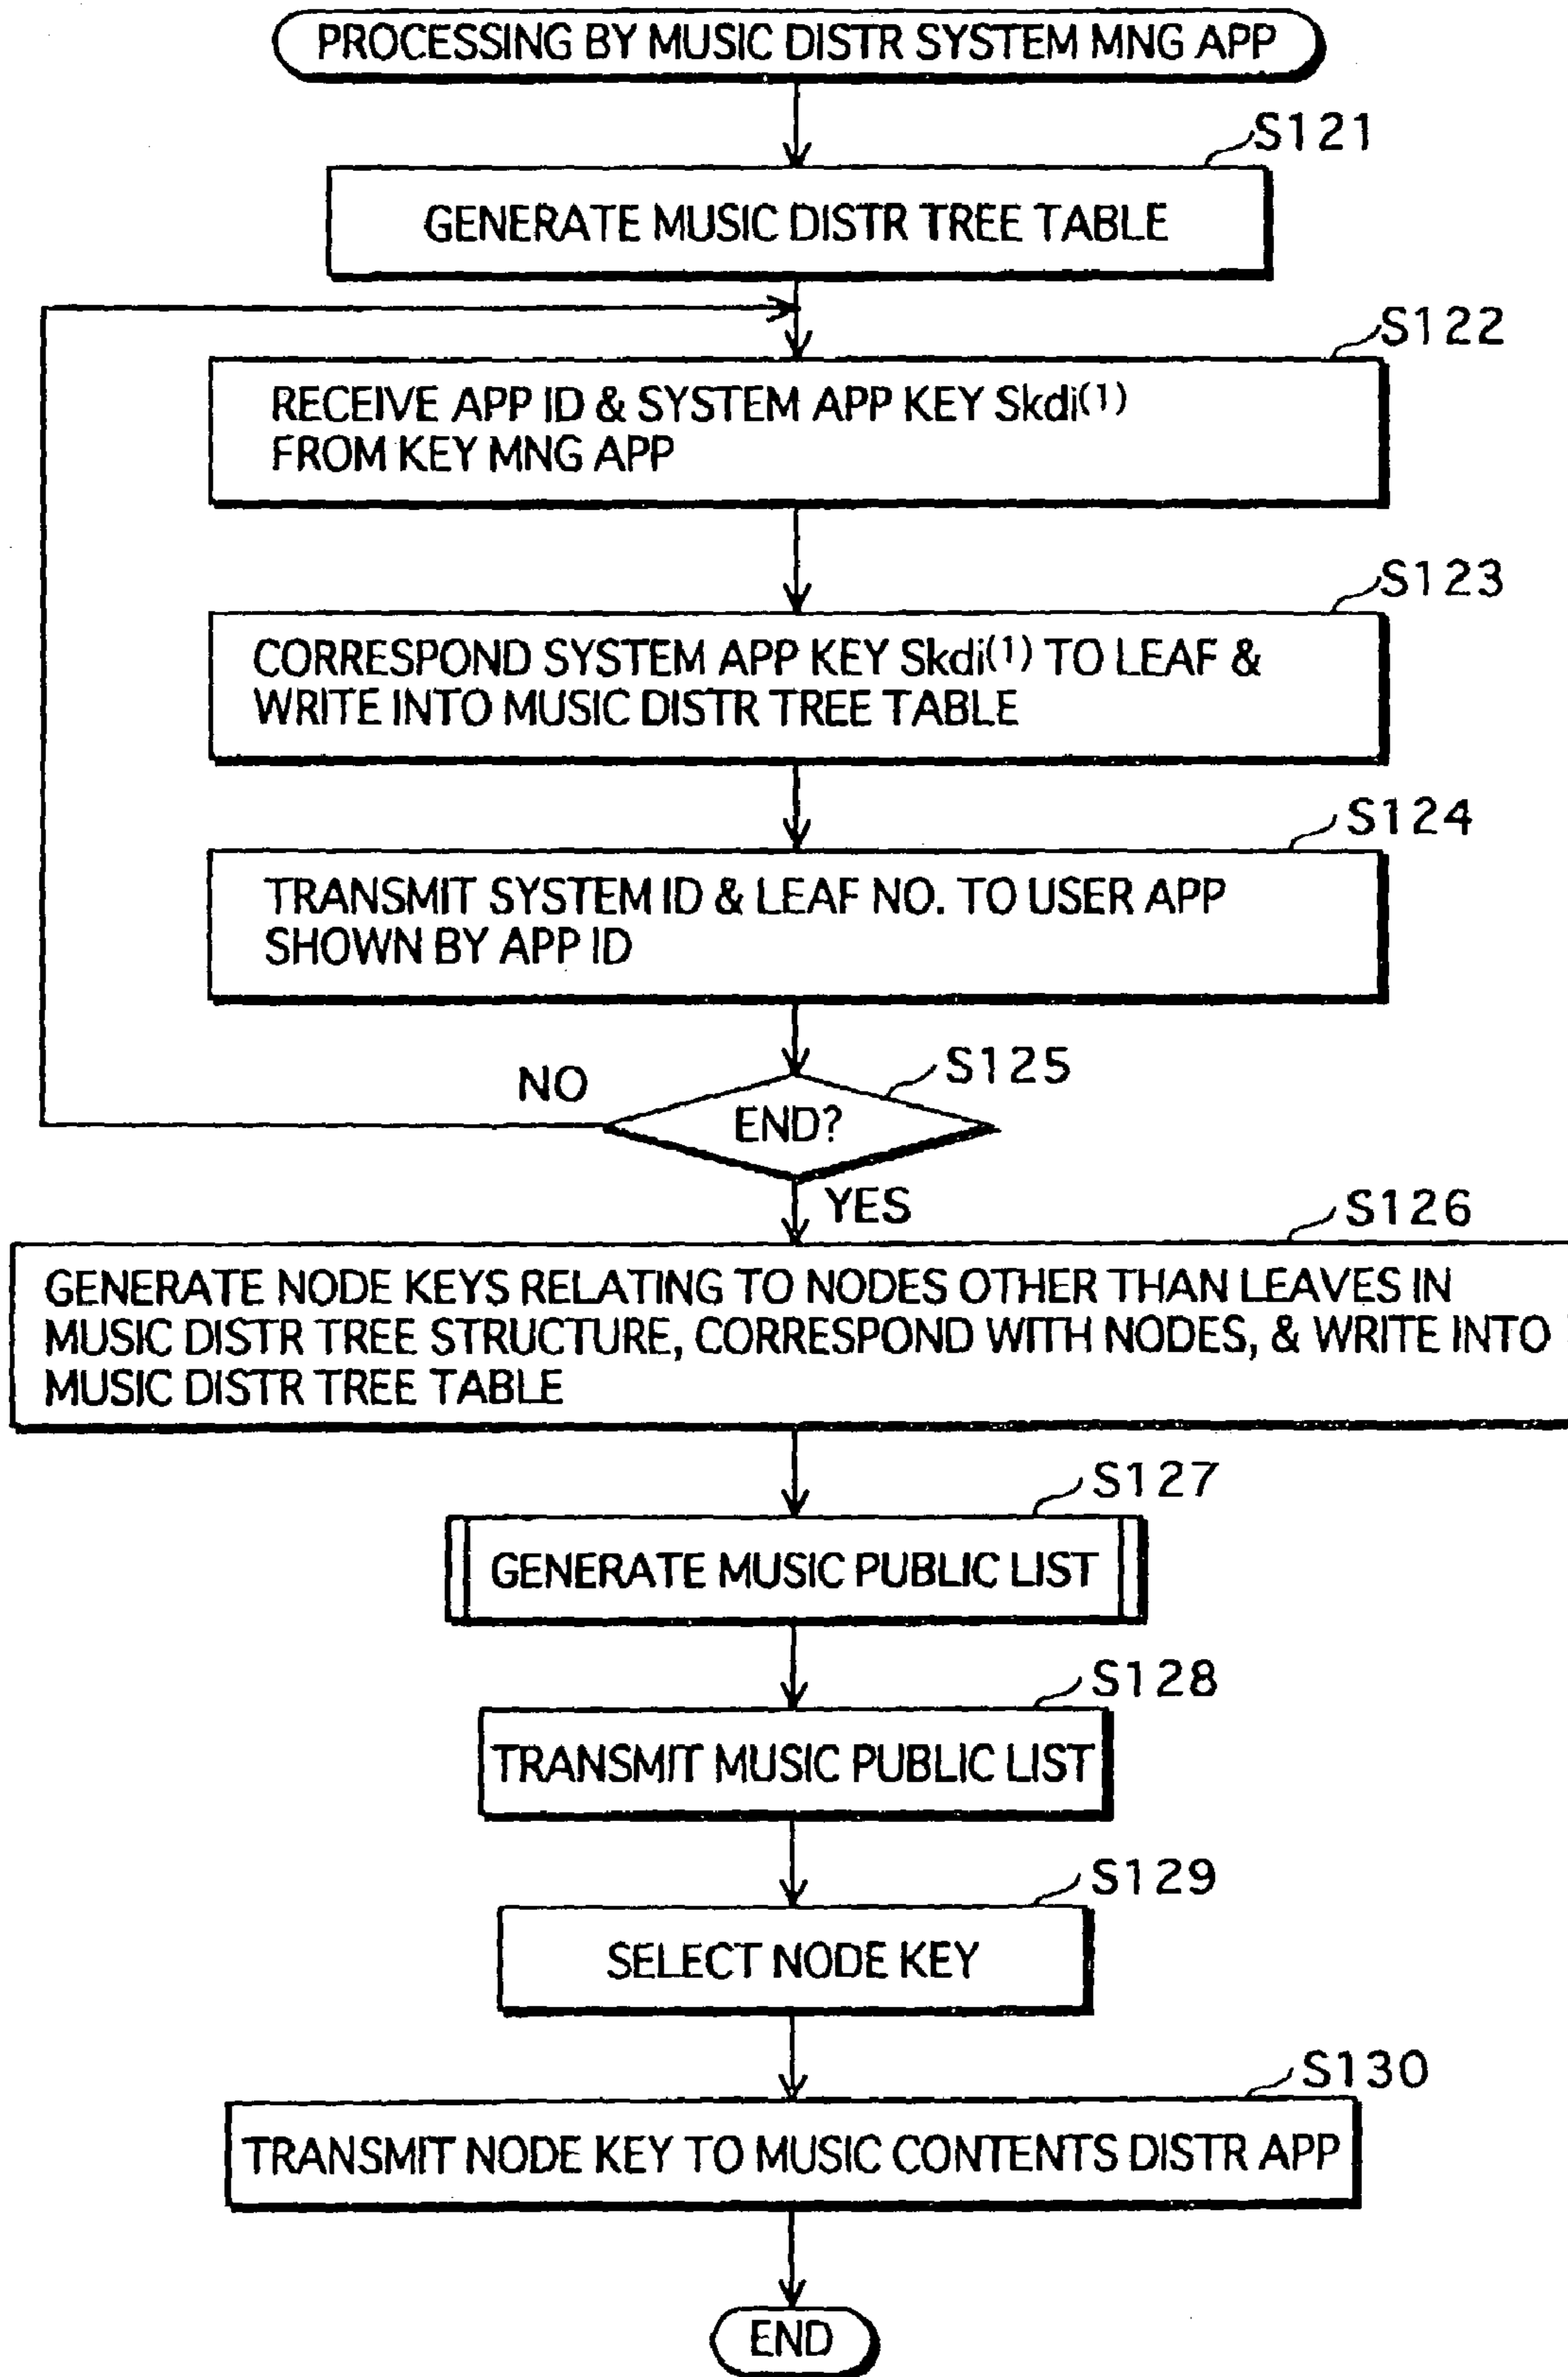 PROCESSING BY MUSIC DISTR SYSTEM MNG APP
S121
GENERATE MUSIC DISTR TREE TABLE
S122
RECEIVE APP ID & SYSTEM APP KEY Skdi(1)
FROM KEY MNG APP
S123
CORRESPOND SYSTEM APP KEY Skdi(1) TO LEAF &
WRITE INTO MUSIC DISTR TREE TABLE
S124
TRANSMIT SYSTEM ID & LEAF NO. TO USER APP
SHOWN BY APP ID
S125
NO
END?
YES
S126
GENERATE NODE KEYS RELATING TO NODES OTHER THAN LEAVES IN
MUSIC DISTR TREE STRUCTURE, CORRESPOND WITH NODES, & WRITE INTO
MUSIC DISTR TREE TABLE
S127
GENERATE MUSIC PUBLIC LIST
S128
TRANSMIT MUSIC PUBLIC LIST
S129
SELECT NODE KEY
S130
TRANSMIT NODE KEY TO MUSIC CONTENTS DISTR APP
END